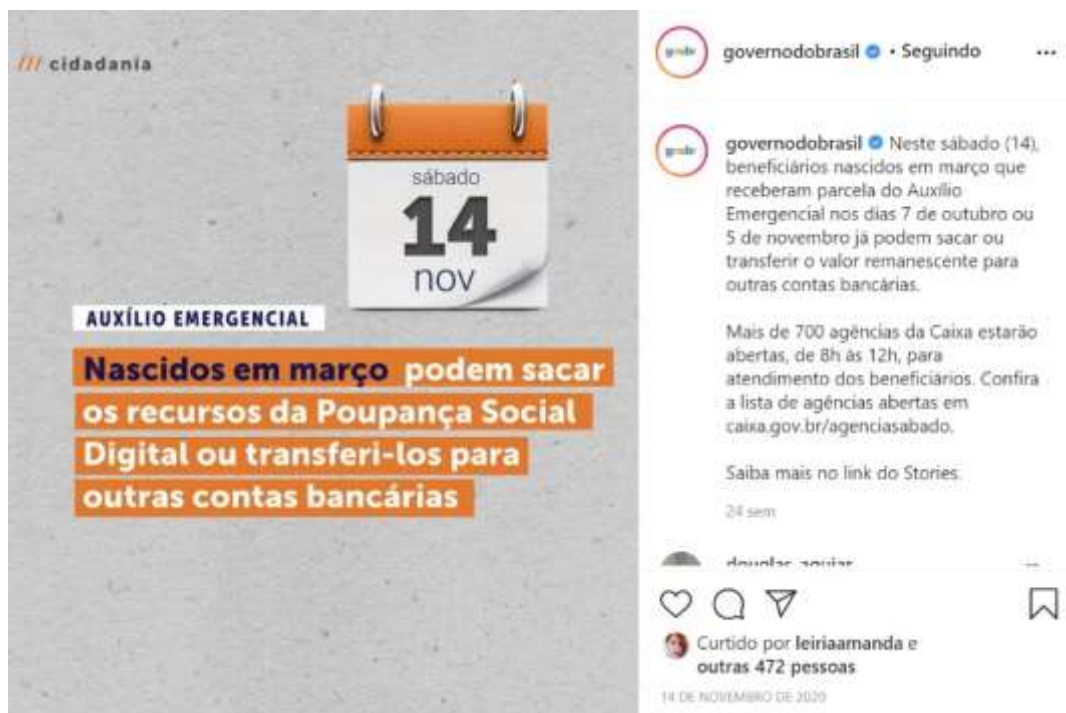 /// cidadania
sábado
14
nov
AUXÍLIO EMERGENCIAL
Nascidos em março podem sacar
os recursos da Poupança Social
Digital ou transferi-los para
outras contas bancárias
govbr
governodobrasil • Seguindo
govbr
governodobrasil Neste sábado (14),
beneficiários nascidos em março que
receberam parcela do Auxílio
Emergencial nos dias 7 de outubro ou
5 de novembro já podem sacar ou
transferir o valor remanescente para
outras contas bancárias.
Mais de 700 agências da Caixa estarão
abertas, de 8h às 12h, para
atendimento dos beneficiários. Confira
a lista de agências abertas em
caixa.gov.br/agenciasabado.
Saiba mais no link do Stories.
24 sem
douglas_aguiar
Curtido por leiriaamanda e
outras 472 pessoas
14 DE NOVEMBRO DE 2020